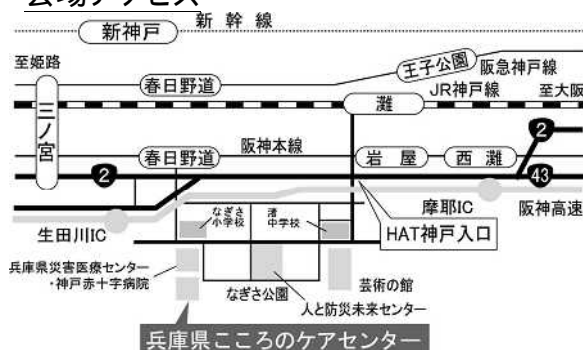 会場アクセス
新幹線
新神戸
至姫路
王子公園
阪急神戸線
春日野道
JR神戸線
至大阪
灘
三ノ宮
2
阪神本線
春日野道
岩屋
西灘
2
43
生田川IC
なぎさ
小学校
渚
中学校
摩耶IC
阪神高速
HAT神戸入口
兵庫県災害医療センター
・神戸赤十字病院
なぎさ公園
芸術の館
人と防災未来センター
兵庫県こころのケアセンター